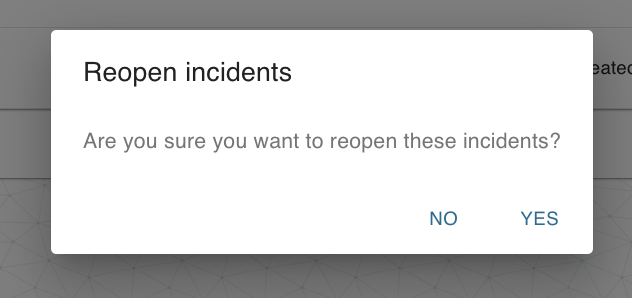 Reopen incidents
Are you sure you want to reopen these incidents?
NO YES